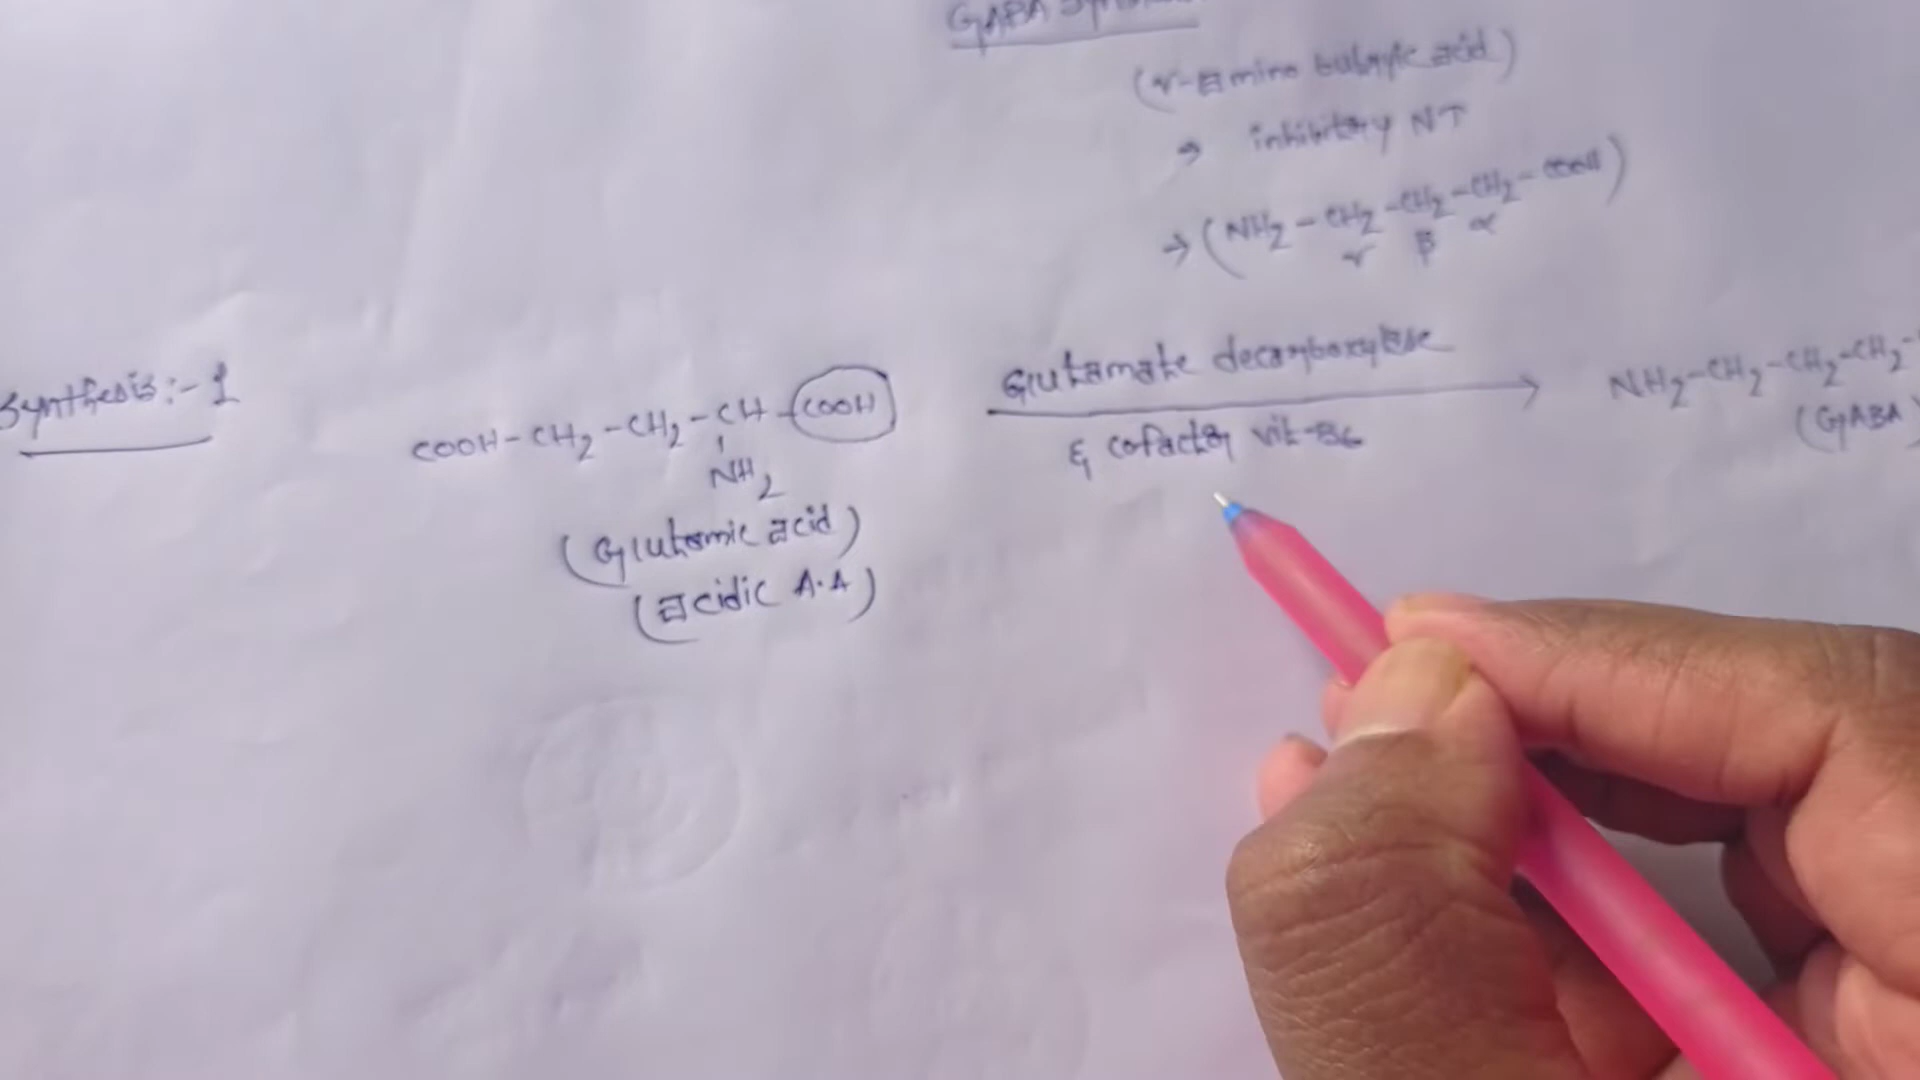 GABA
(γ-amino butyric acid)
→ inhibitory NT
→ (NH2 - CH2 - CH2 - CH2 - COOH)
γ β α
Synthesis:- 1
COOH - CH2 - CH2 - CH - COOH
NH2
(Glutamic acid)
(acidic A.A)
Glutamate decarboxylase
& cofactor vit-B6
NH2 - CH2 - CH2 - CH2 -
(GABA)